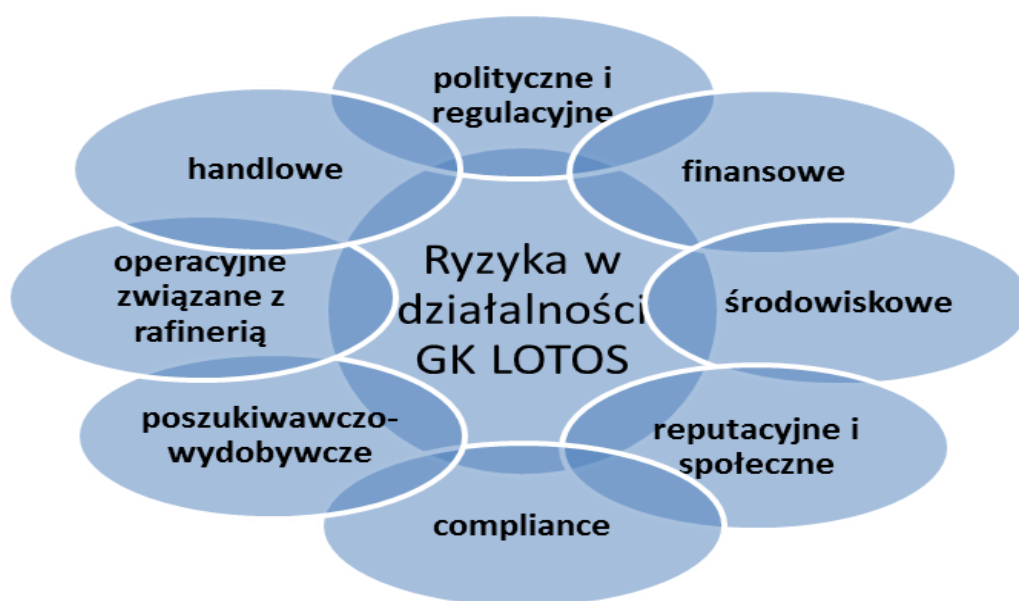 polityczne i
regulacyjne
finansowe
środowiskowe
reputacyjne i
społeczne
compliance
poszukiwawczo-
wydobywcze
operacyjne
związane z
rafinerią
handlowe
Ryzyka w
działalności
GK LOTOS